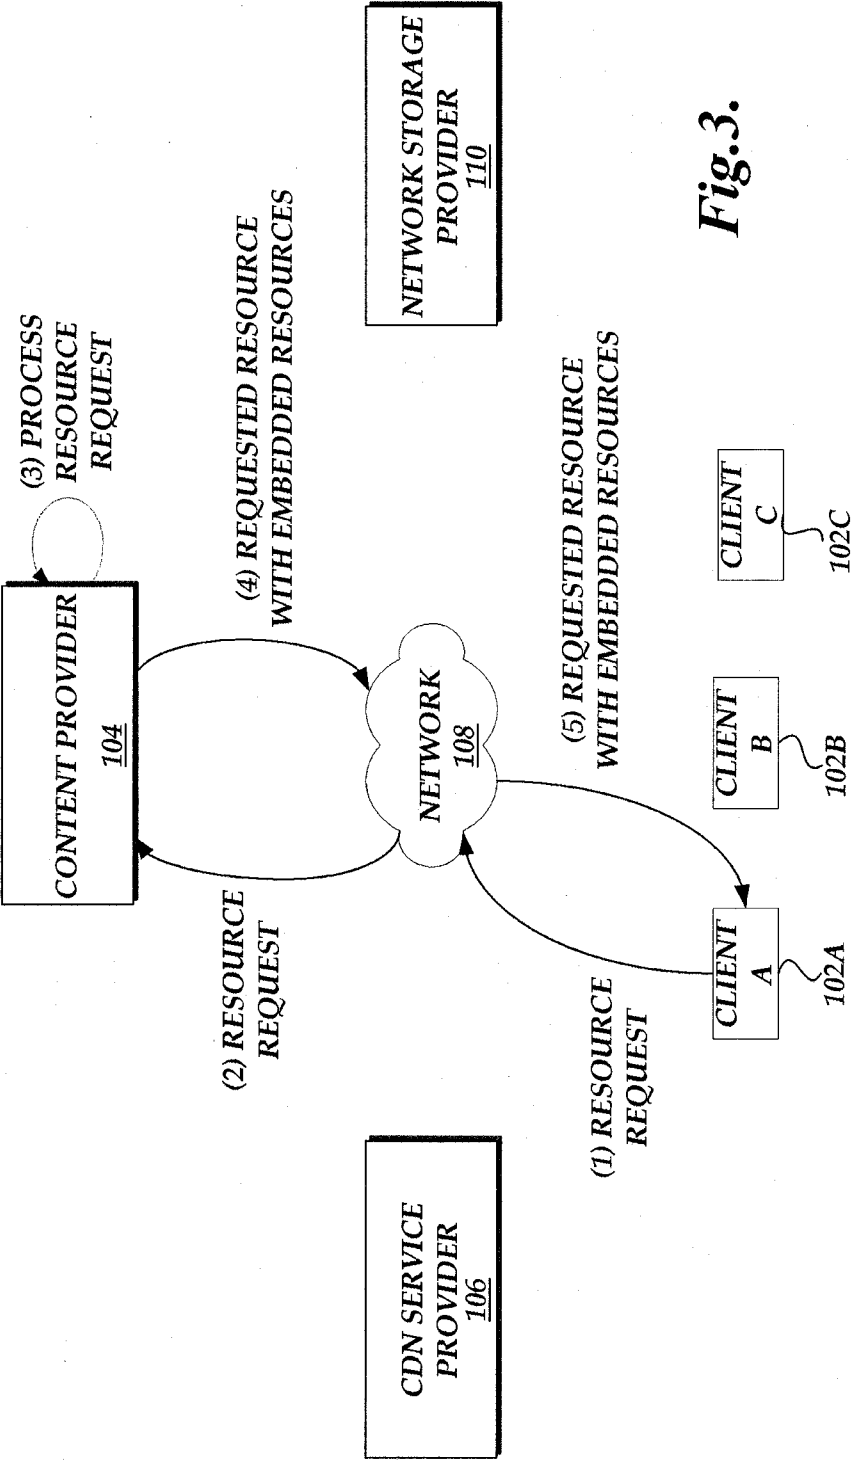 CONTENT PROVIDER
104
(3) PROCESS
RESOURCE
REQUEST
(2) RESOURCE
REQUEST
(4) REQUESTED RESOURCE
WITH EMBEDDED RESOURCES
CDN SERVICE
PROVIDER
106
NETWORK
108
NETWORK STORAGE
PROVIDER
110
(1) RESOURCE
REQUEST
(5) REQUESTED RESOURCE
WITH EMBEDDED RESOURCES
CLIENT
A
102A
CLIENT
B
102B
CLIENT
C
102C
Fig.3.